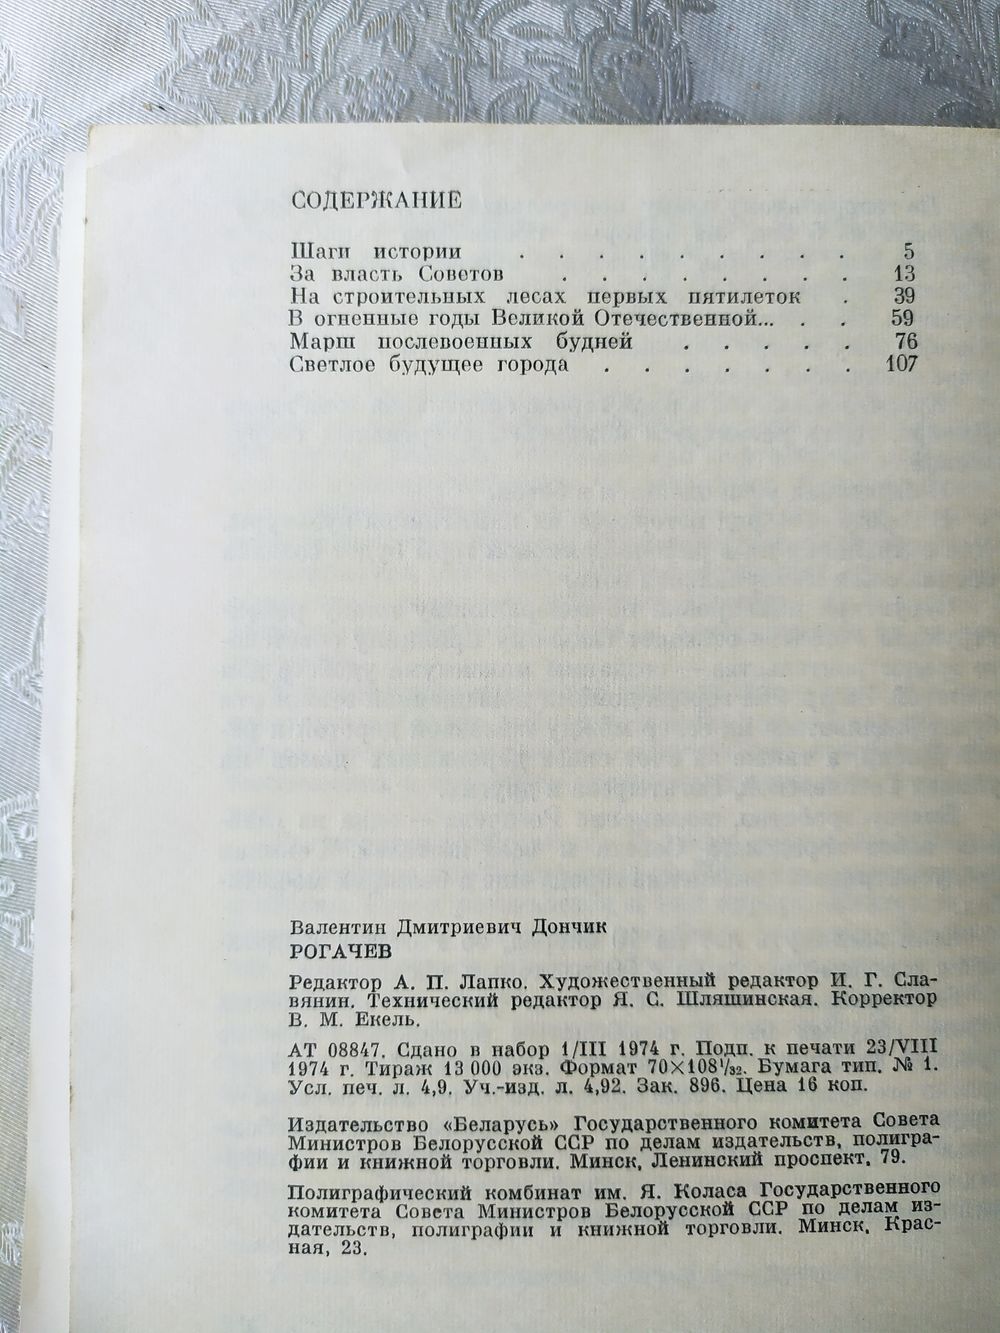 СОДЕРЖАНИЕ
Шаги истории . . . . . . . . 5
За власть Советов . . . . . . . . 13
На строительных лесах первых пятилеток . 39
В огненные годы Великой Отечественной... . . 59
Марш послевоенных будней . . . . . 76
Светлое будущее города . . . . . . . 107
Валентин Дмитриевич Дончик
РОГАЧЕВ
Редактор А. П. Лапко. Художественный редактор И. Г. Сла-
вянин. Технический редактор Я. С. Шляшинская. Корректор
В. М. Екель.
АТ 08847. Сдано в набор 1/III 1974 г. Подп. к печати 23/VIII
1974 г. Тираж 13 000 экз. Формат 70×108¹/₃₂. Бумага тип. № 1.
Усл. печ. л. 4,9. Уч.-изд. л. 4,92. Зак. 896. Цена 16 коп.
Издательство «Беларусь» Государственного комитета Совета
Министров Белорусской ССР по делам издательств, полигра-
фии и книжной торговли. Минск, Ленинский проспект, 79.
Полиграфический комбинат им. Я. Коласа Государственного
комитета Совета Министров Белорусской ССР по делам из-
дательств, полиграфии и книжной торговли. Минск, Крас-
ная, 23.